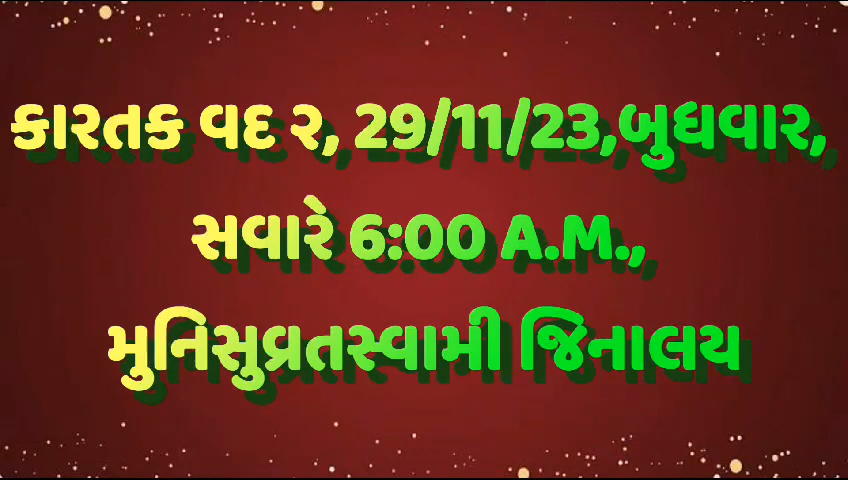 કારતક વદ ૨, 29/11/23,બુધવાર,
સવારે 6:00 A.M.,
મુનિસુવ્રતસ્વામી જિનાલય